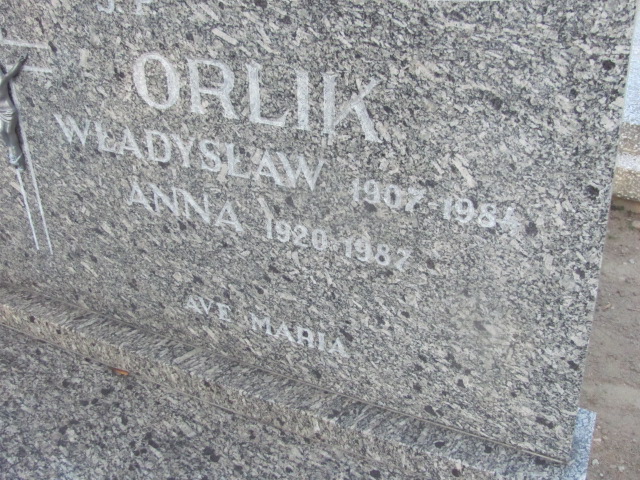 ORLIK
WŁADYSŁAW 1907-1984
ANNA 1920-1987
AVE MARIA